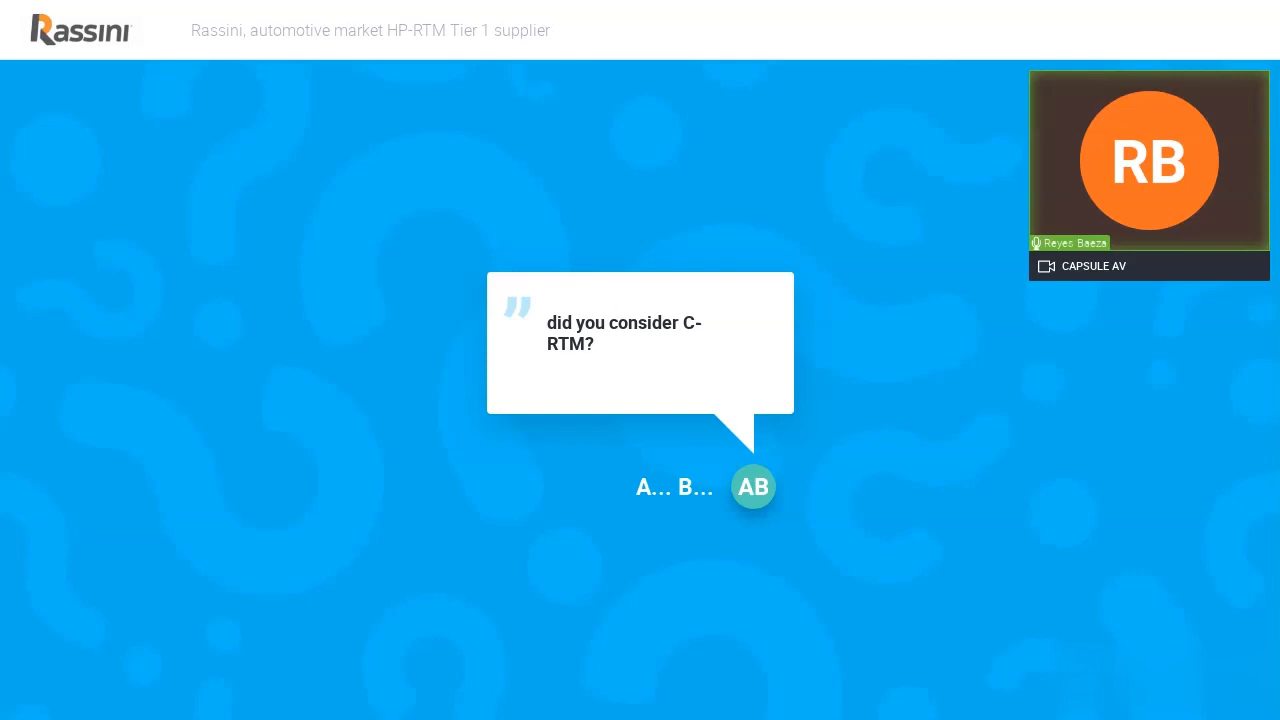 Rassini
Rassini, automotive market HP-RTM Tier 1 supplier
RB
Reyes Baeza
CAPSULE AV
”
did you consider C-
RTM?
A... B...
AB